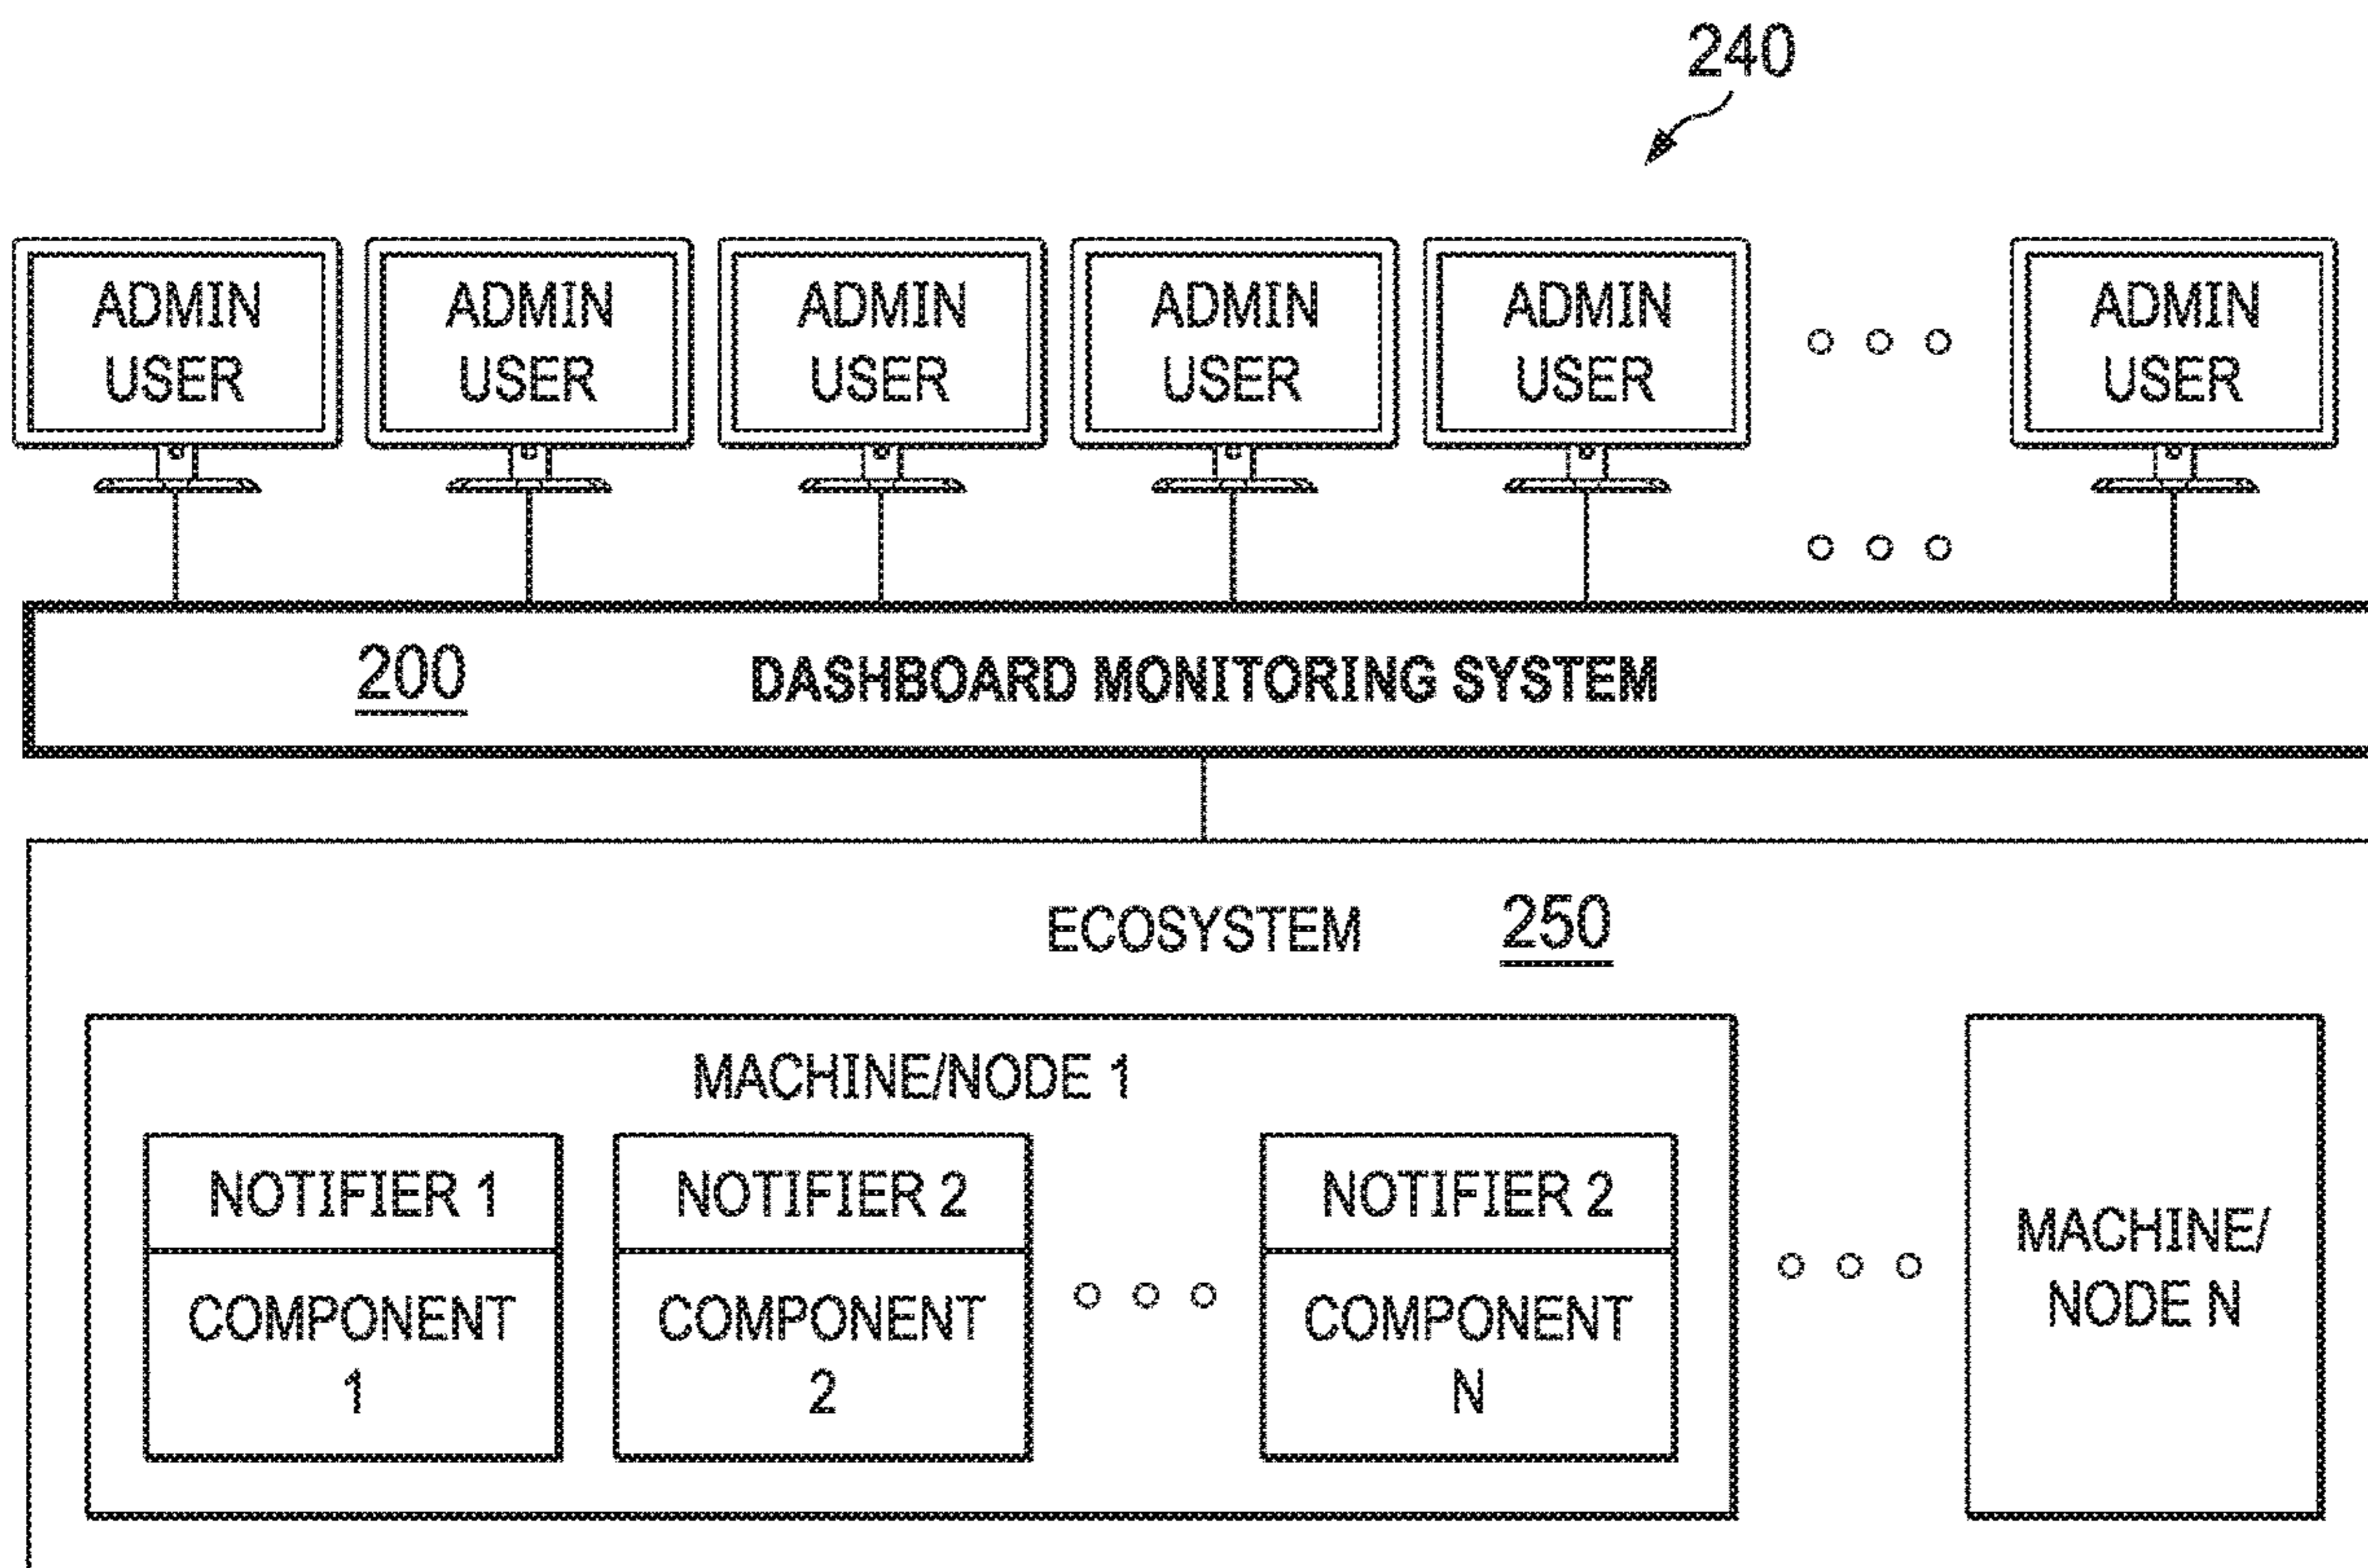 240
ADMIN
USER
ADMIN
USER
ADMIN
USER
ADMIN
USER
ADMIN
USER
ADMIN
USER
200 DASHBOARD MONITORING SYSTEM
ECOSYSTEM 250
MACHINE/NODE 1
NOTIFIER 1
COMPONENT
1
NOTIFIER 2
COMPONENT
2
NOTIFIER 2
COMPONENT
N
MACHINE/
NODE N